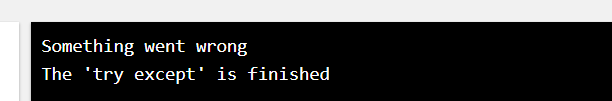 Something went wrong
The 'try except' is finished